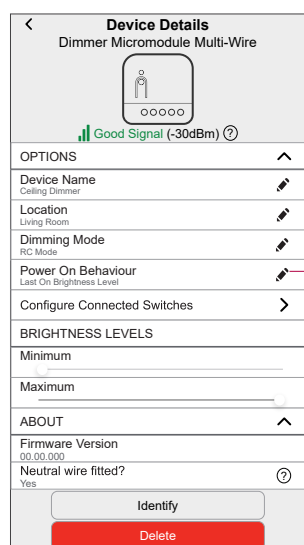 Device Details
Dimmer Micromodule Multi-Wire
Good Signal (-30dBm) ?
OPTIONS
Device Name
Ceiling Dimmer
Location
Living Room
Dimming Mode
RC Mode
Power On Behaviour
Last On Brightness Level
Configure Connected Switches
BRIGHTNESS LEVELS
Minimum
Maximum
ABOUT
Firmware Version
00.00.000
Neutral wire fitted? ?
Yes
Identify
Delete